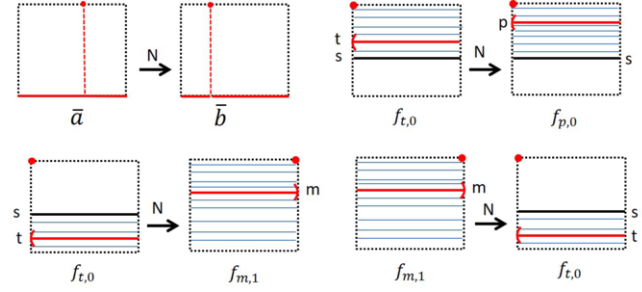 N
t
s
p
N
s
ā
b̄
f_{t,0}
f_{p,0}
s
t
N
m
m
N
s
t
f_{t,0}
f_{m,1}
f_{m,1}
f_{t,0}